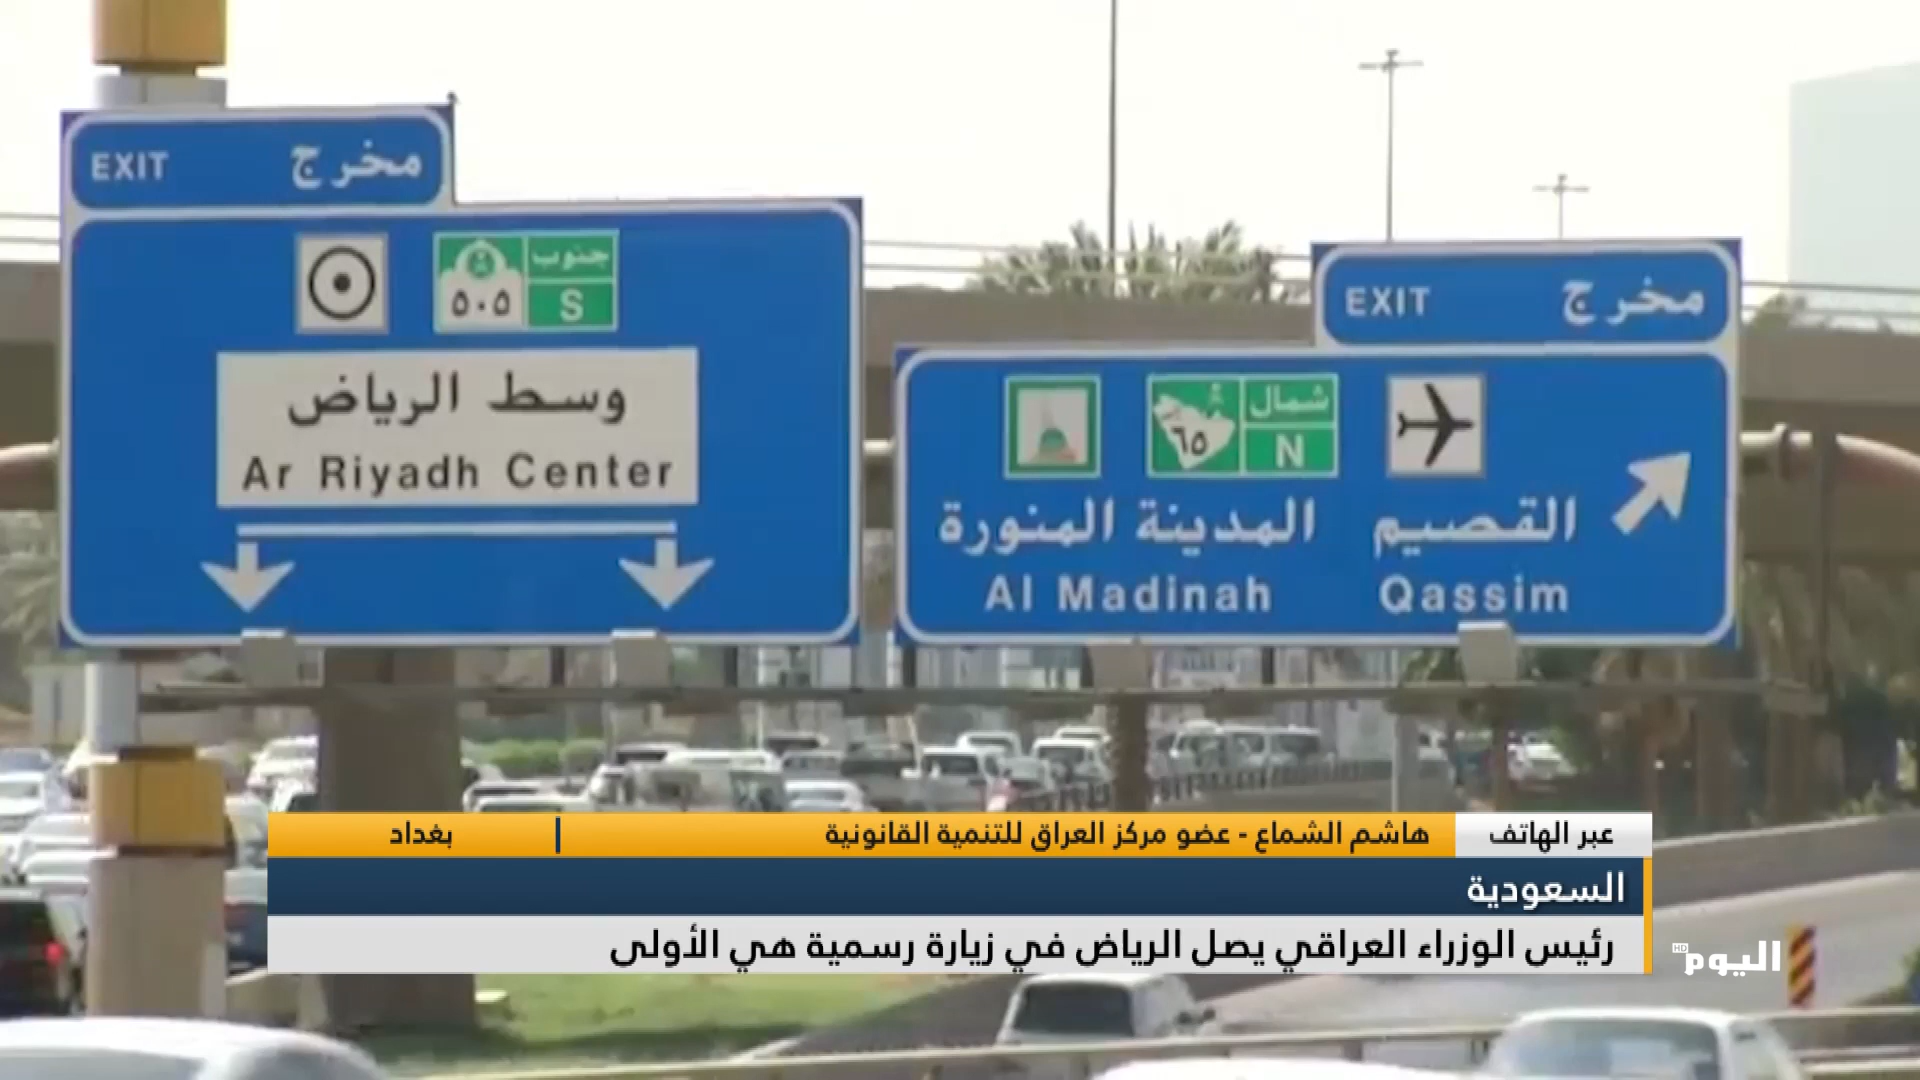 EXIT مخرج
جنوب
٥٠٥ S
وسط الرياض
Ar Riyadh Center
EXIT مخرج
شمال
٦٥ N
المدينة المنورة القصيم
Al Madinah Qassim
عبر الهاتف هاشم الشماع - عضو مركز العراق للتنمية القانونية | بغداد
السعودية
رئيس الوزراء العراقي يصل الرياض في زيارة رسمية هي الأولى
اليوم HD